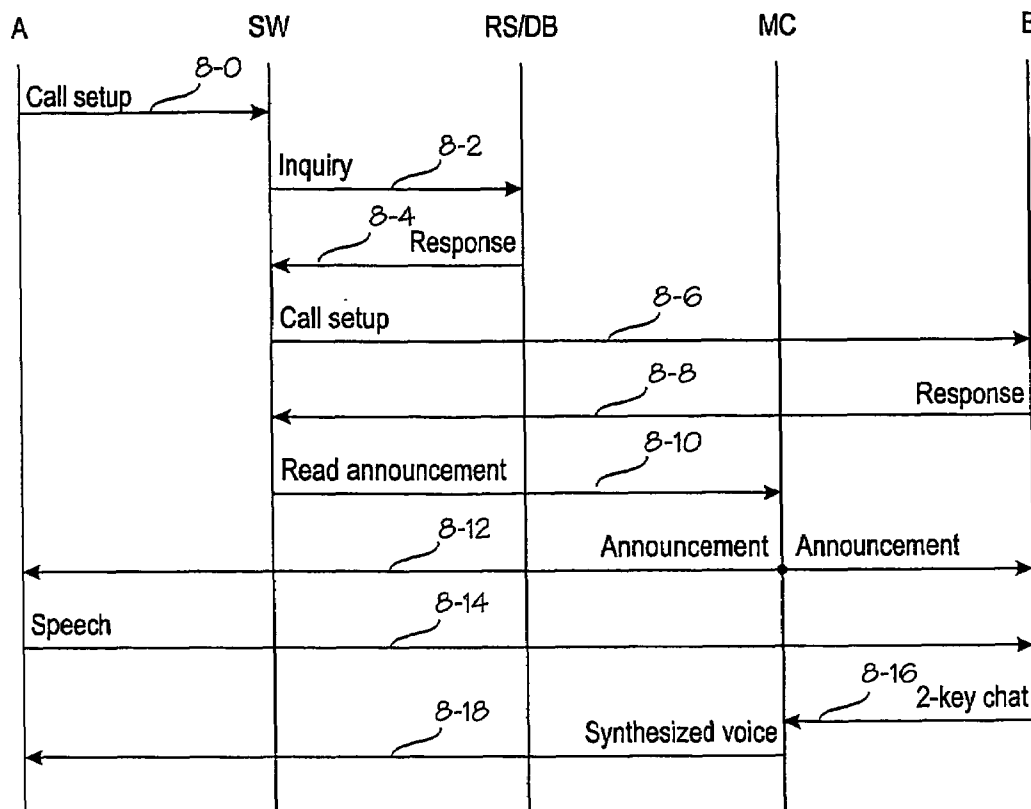 A SW RS/DB MC B
8-0
Call setup
8-2
Inquiry
8-4
Response
8-6
Call setup
8-8
Response
8-10
Read announcement
8-12
Announcement Announcement
8-14
Speech
8-16
2-key chat
8-18
Synthesized voice